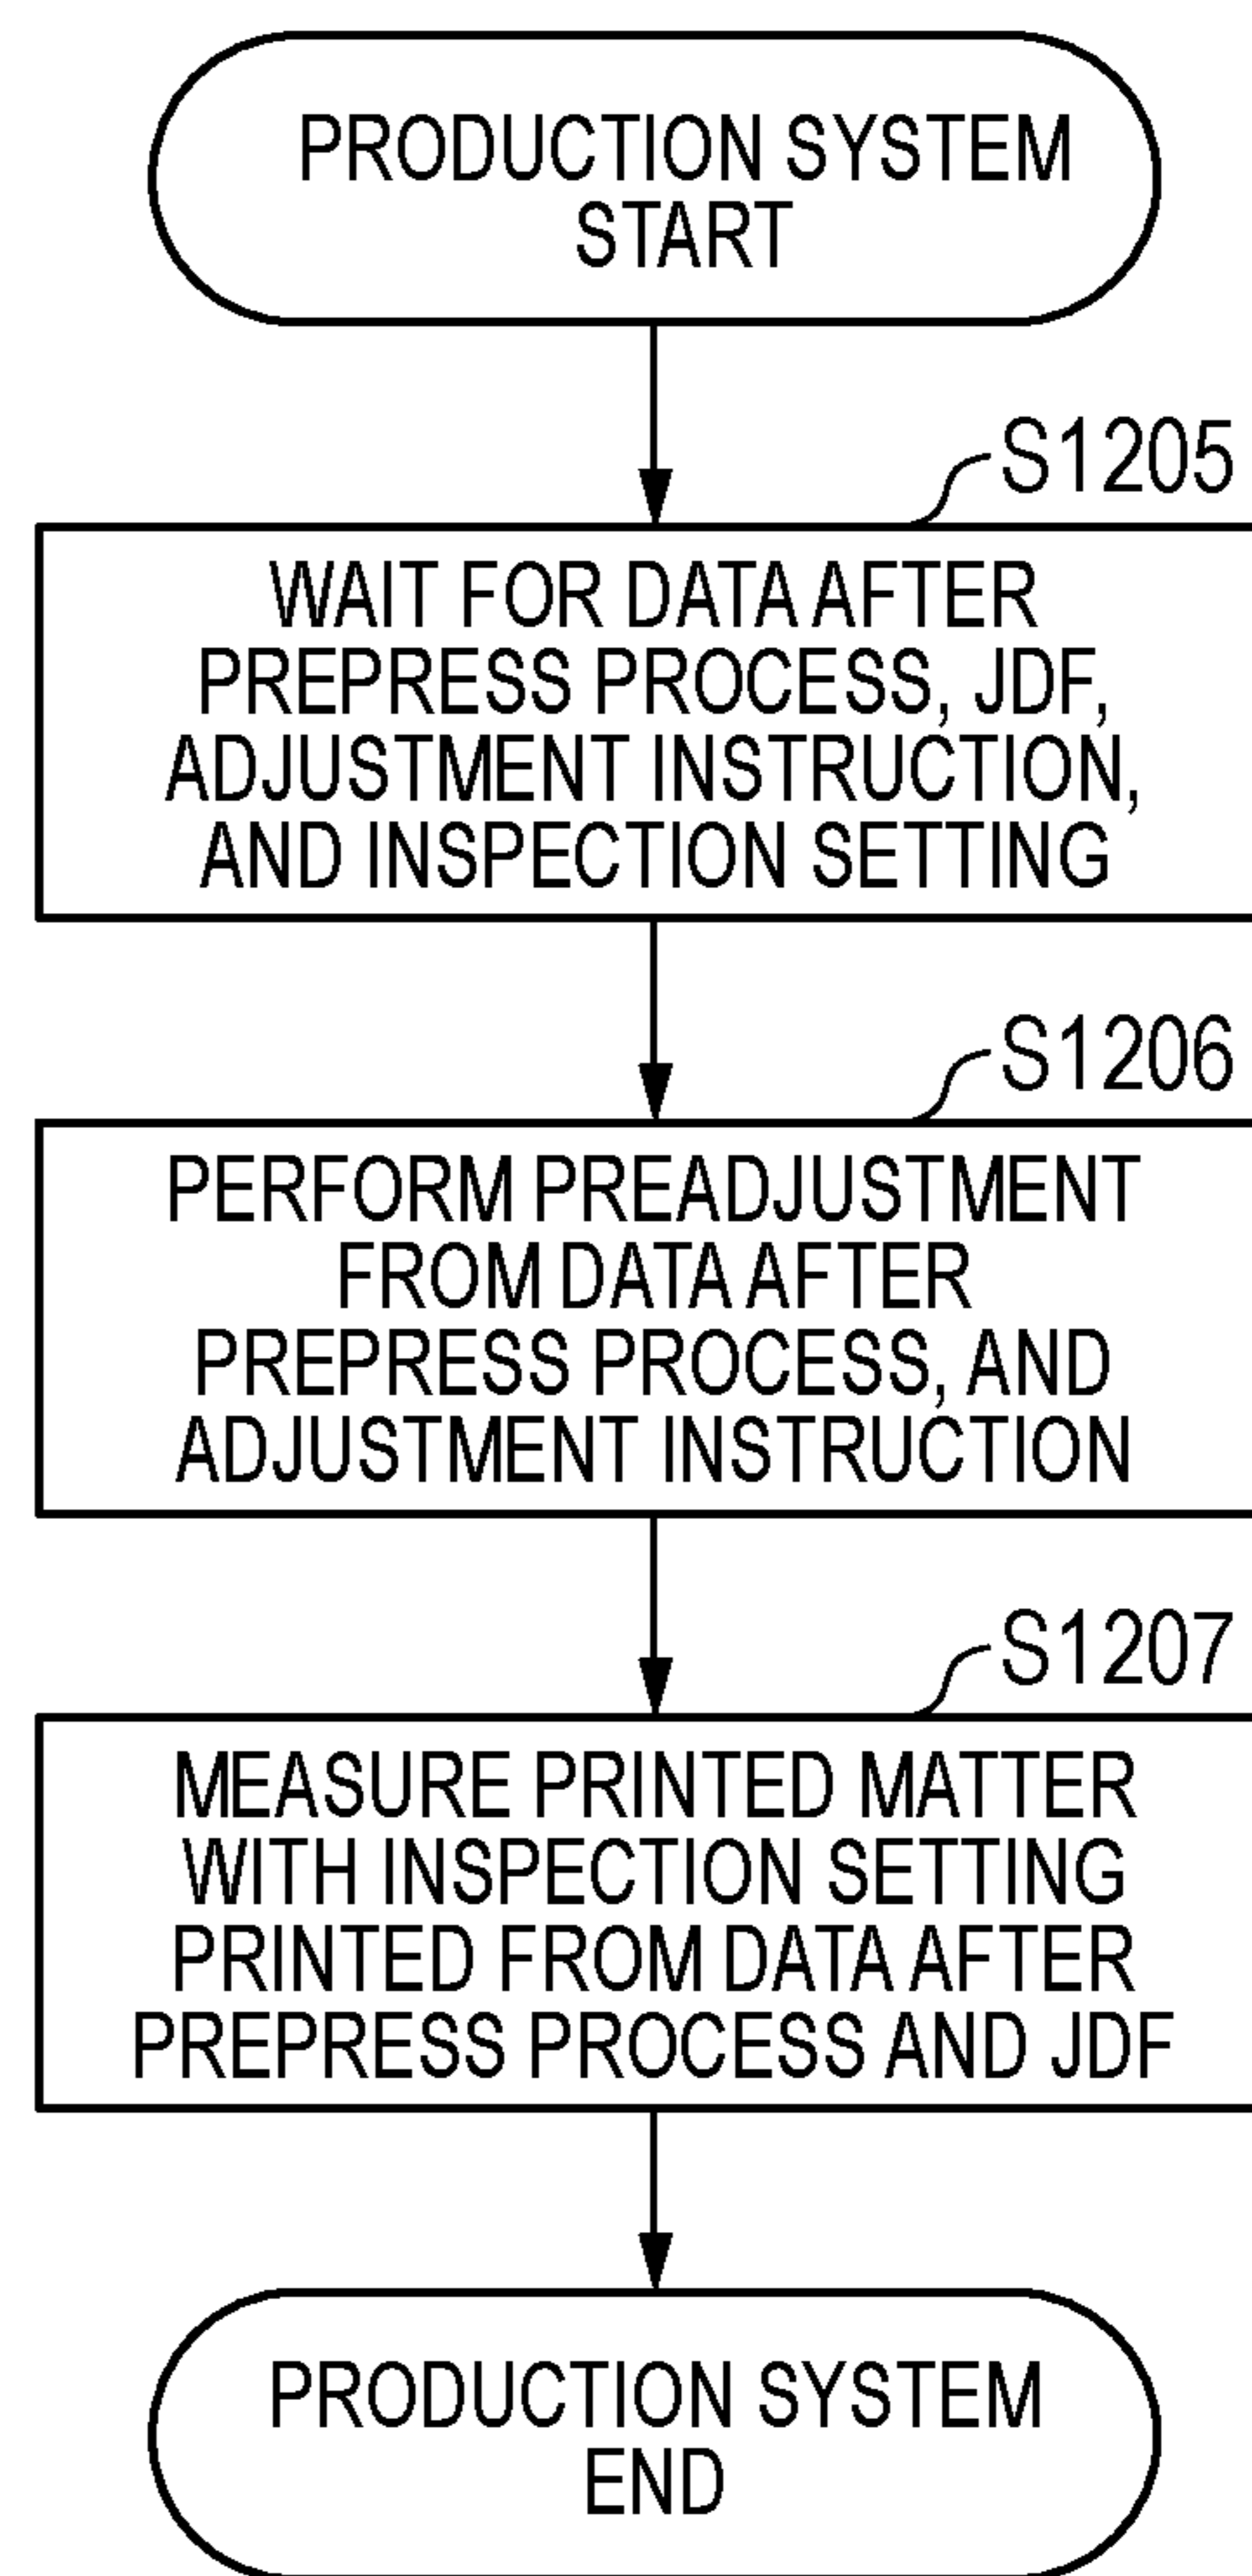 PRODUCTION SYSTEM
START
S1205
WAIT FOR DATA AFTER
PREPRESS PROCESS, JDF,
ADJUSTMENT INSTRUCTION,
AND INSPECTION SETTING
S1206
PERFORM PREADJUSTMENT
FROM DATA AFTER
PREPRESS PROCESS, AND
ADJUSTMENT INSTRUCTION
S1207
MEASURE PRINTED MATTER
WITH INSPECTION SETTING
PRINTED FROM DATA AFTER
PREPRESS PROCESS AND JDF
PRODUCTION SYSTEM
END